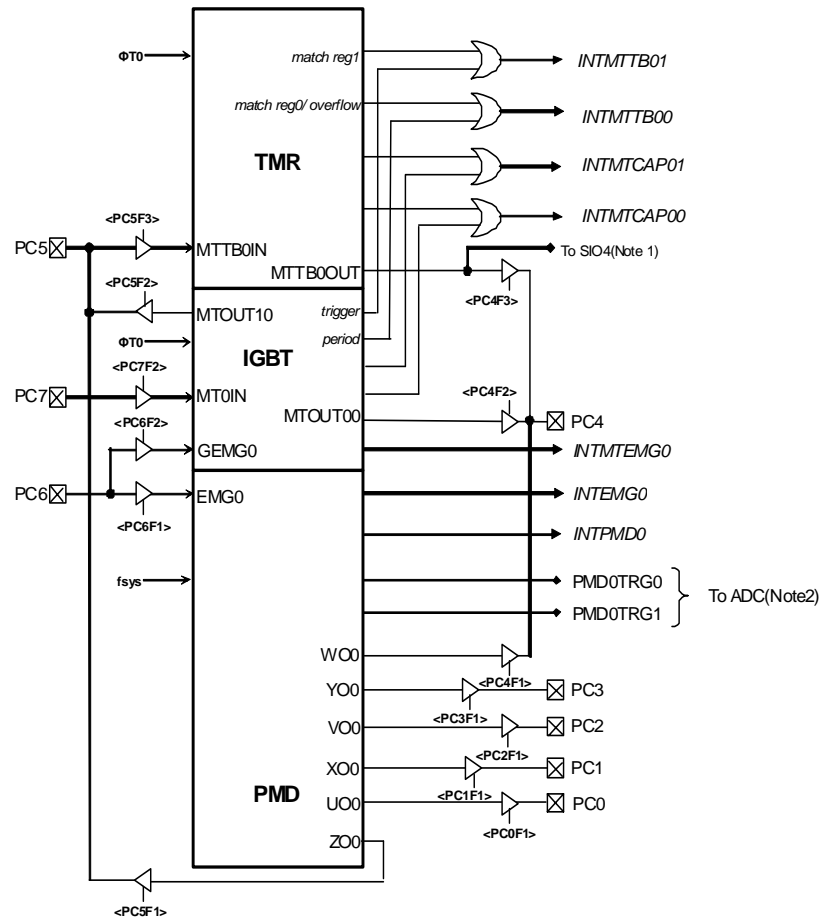 ΦT0
match reg1
INTMTTB01
match reg0/ overflow
INTMTTB00
TMR
INTMTCAP01
<PC5F3>
INTMTCAP00
PC5
MTTB0IN
To SIO4(Note 1)
<PC5F2>
MTTB0OUT
<PC4F3>
MTOUT10
trigger
ΦT0
period
IGBT
<PC7F2>
<PC4F2>
PC7
MT0IN
MTOUT00
PC4
<PC6F2>
GEMG0
INTMTEMG0
PC6
EMG0
INTEMG0
<PC6F1>
INTPMD0
fsys
PMD0TRG0
To ADC(Note2)
PMD0TRG1
WO0
<PC4F1>
YO0
PC3
<PC3F1>
VO0
PC2
<PC2F1>
XO0
PC1
PMD
<PC1F1>
UO0
PC0
<PC0F1>
ZO0
<PC5F1>